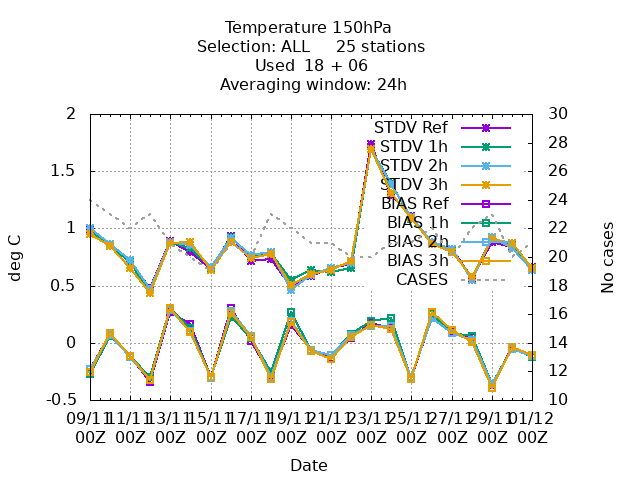 Temperature 150hPa
Selection: ALL 25 stations
Used 18 + 06
Averaging window: 24h
deg C
No cases
2
1.5
1
0.5
0
-0.5
30
28
26
24
22
20
18
16
14
12
10
STDV Ref
STDV 1h
STDV 2h
STDV 3h
BIAS Ref
BIAS 1h
BIAS 2h
BIAS 3h
CASES
09/11 11/11 13/11 15/11 17/11 19/11 21/11 23/11 25/11 27/11 29/11 01/12
00Z 00Z 00Z 00Z 00Z 00Z 00Z 00Z 00Z 00Z 00Z 00Z
Date